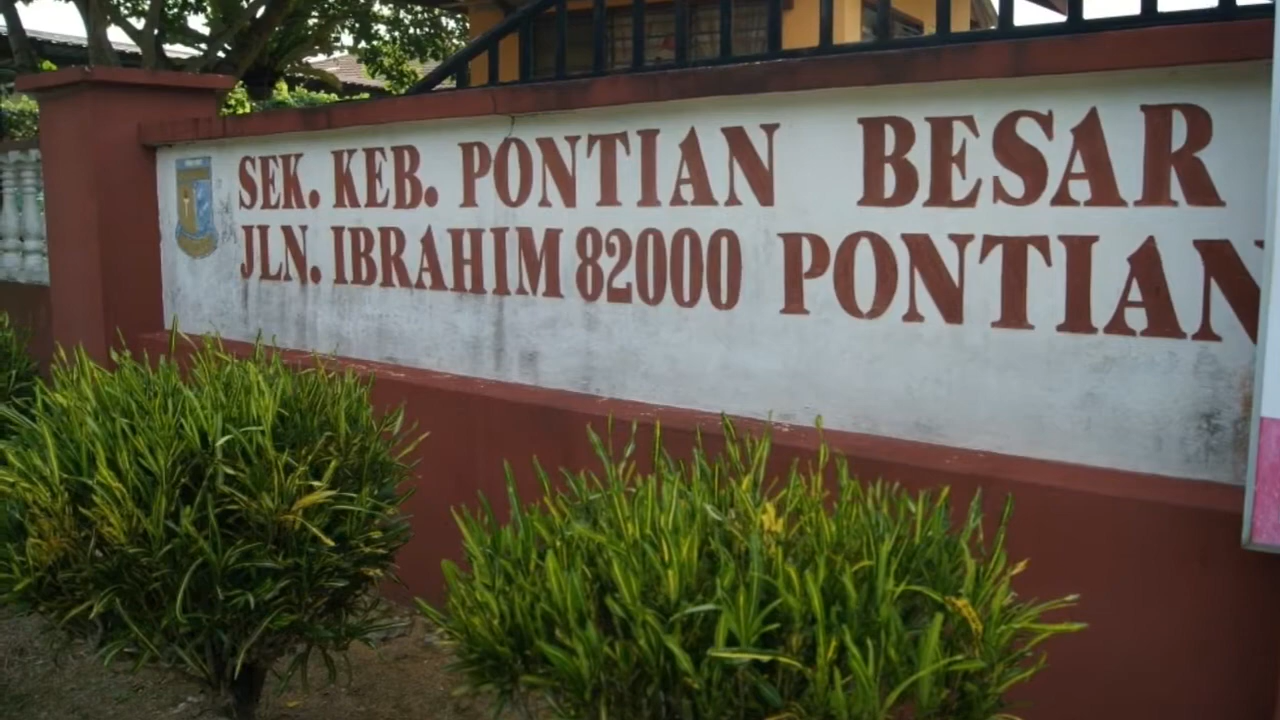 SEK. KEB. PONTIAN BESAR
JLN. IBRAHIM 82000 PONTIAN